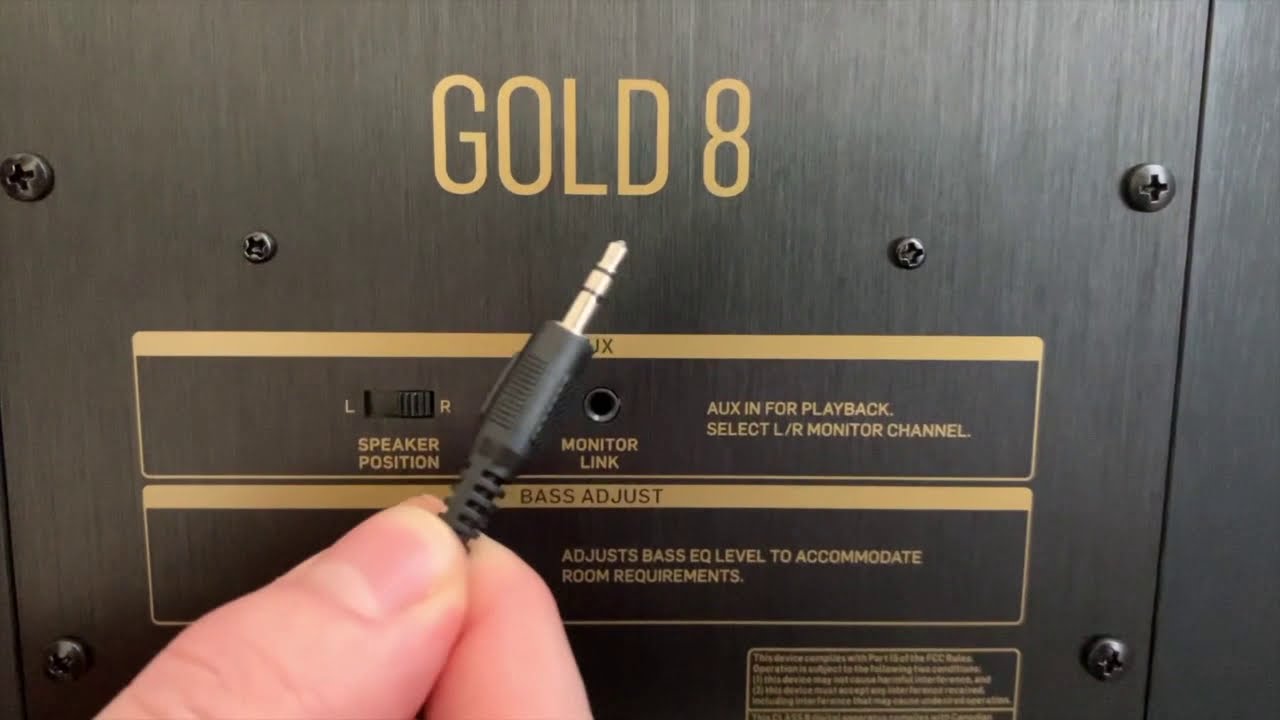 GOLD 8
UX
L
R
AUX IN FOR PLAYBACK.
SELECT L/R MONITOR CHANNEL.
SPEAKER
POSITION
MONITOR
LINK
BASS ADJUST
ADJUSTS BASS EQ LEVEL TO ACCOMMODATE
ROOM REQUIREMENTS.
This device complies with Part 15 of the FCC Rules.
Operation is subject to the following two conditions:
(1) this device may not cause harmful interference, and
(2) this device must accept any interference received,
including interference that may cause undesired operation.